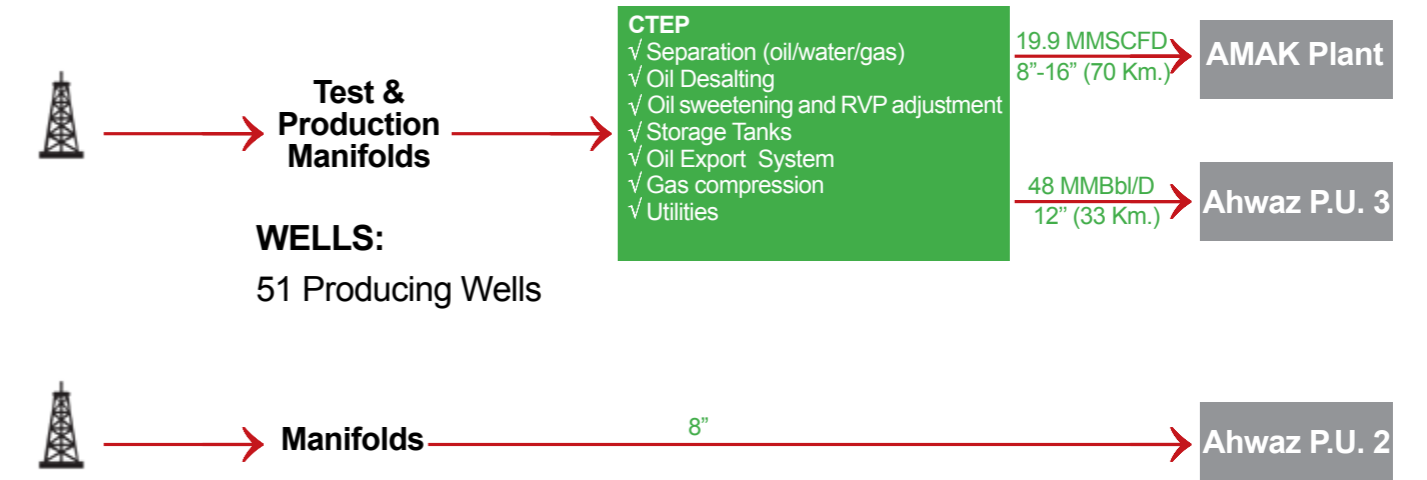 CTEP
√ Separation (oil/water/gas)
√ Oil Desalting
√ Oil sweetening and RVP adjustment
√ Storage Tanks
√ Oil Export System
√ Gas compression
√ Utilities
Test &
Production
Manifolds
19.9 MMSCFD
8”-16” (70 Km.)
AMAK Plant
48 MMBbl/D
12” (33 Km.)
Ahwaz P.U. 3
WELLS:
51 Producing Wells
Manifolds
8”
Ahwaz P.U. 2